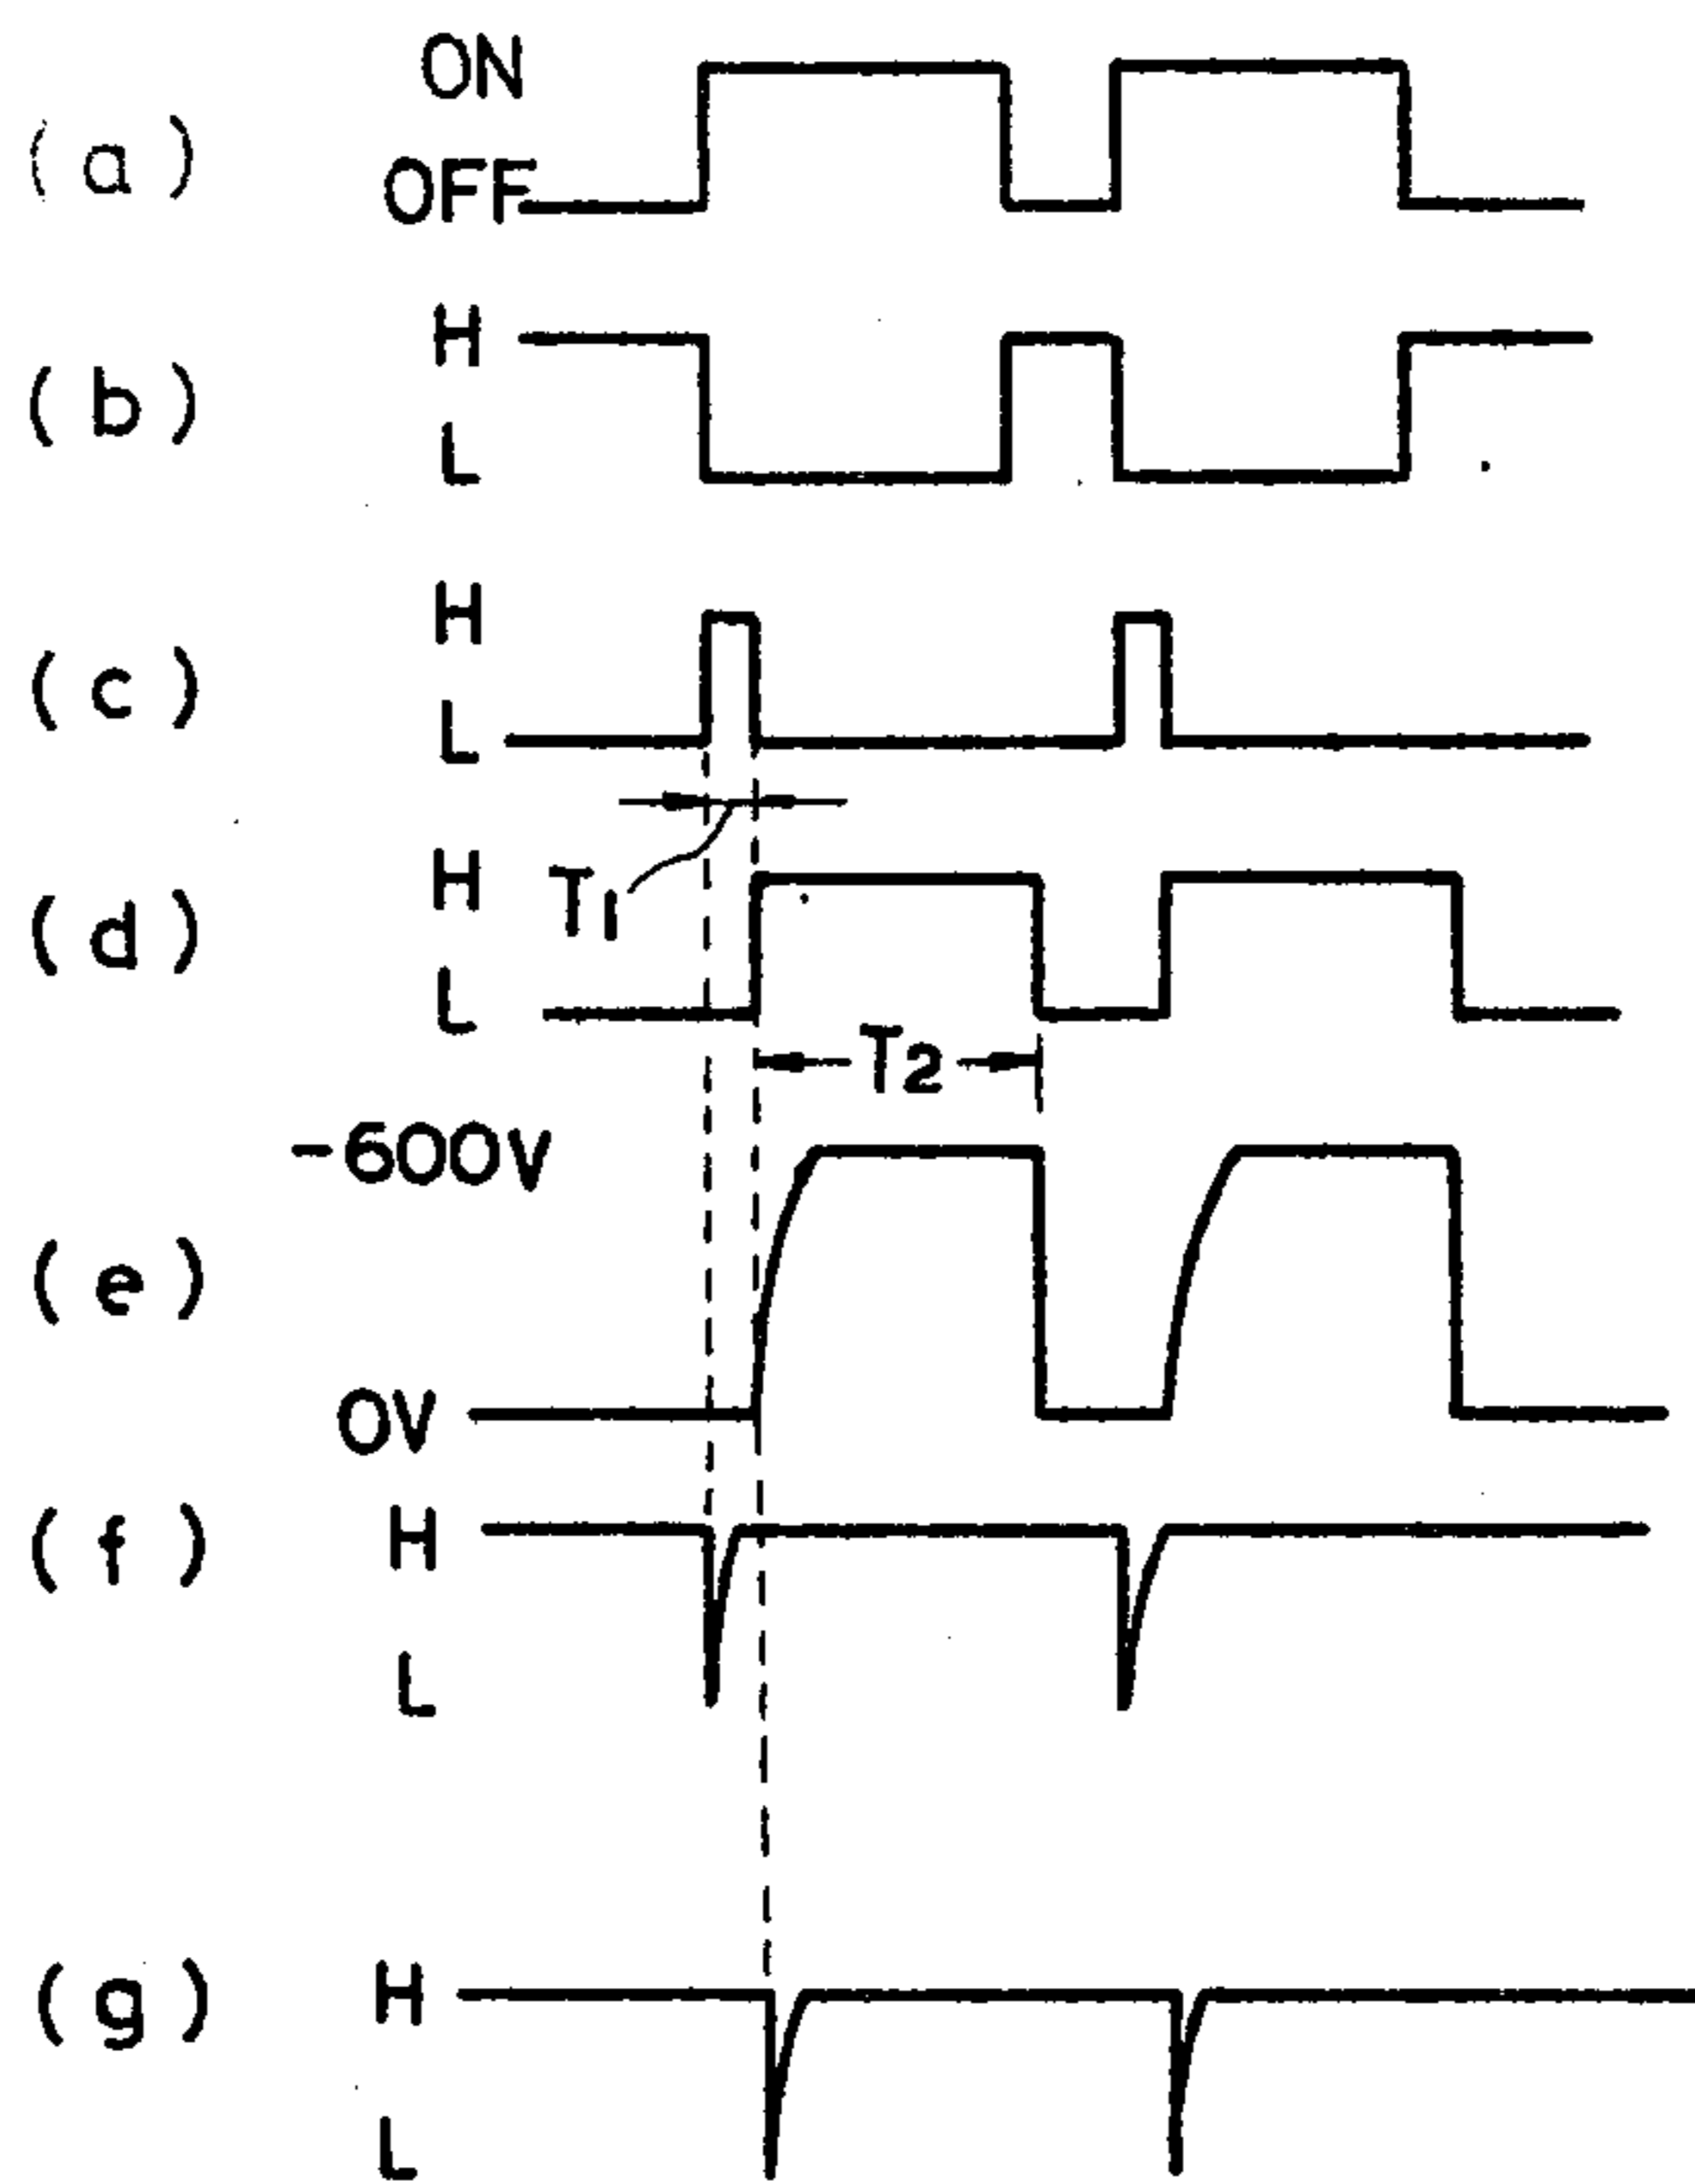 ON
(a)
OFF
H
(b)
L
H
(c)
L
H
T1
(d)
L
T2
-600V
(e)
0V
(f) H
L
(g) H
L